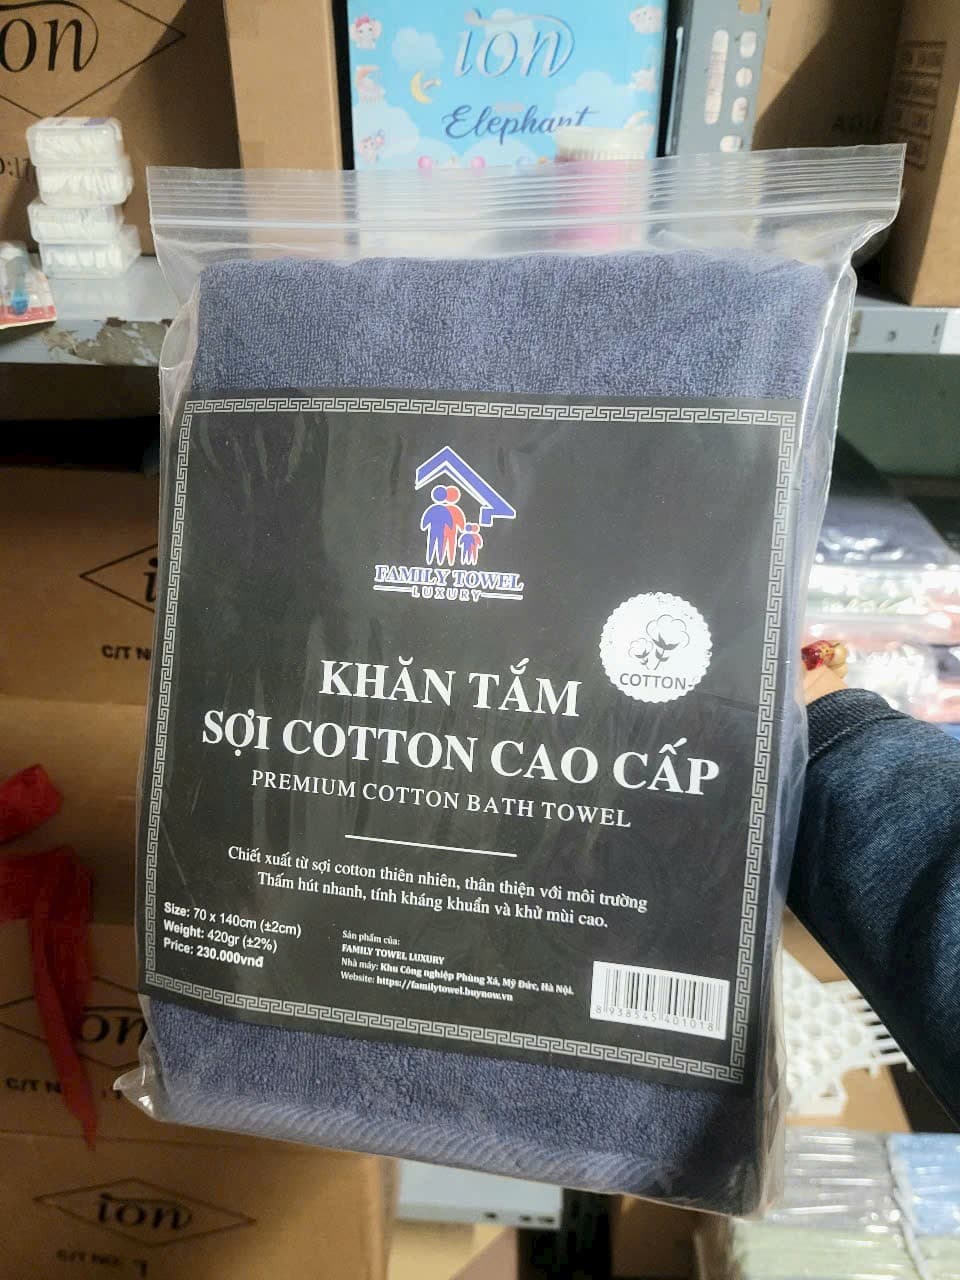 ion
ion
Elephant
FAMILY TOWEL
LUXURY
COTTON
KHĂN TẮM
SỢI COTTON CAO CẤP
PREMIUM COTTON BATH TOWEL
Chiết xuất từ sợi cotton thiên nhiên, thân thiện với môi trường
Thấm hút nhanh, tính kháng khuẩn và khử mùi cao.
Size: 70 x 140cm (±2cm)
Weight: 420gr (±2%)
Price: 230.000vnđ
Sản phẩm của:
FAMILY TOWEL LUXURY
Nhà máy: Khu Công nghiệp Phùng Xá, Mỹ Đức, Hà Nội.
Website: https://familytowel.buynow.vn
8 938545 401018
C/T N
ion
C/T N
ion